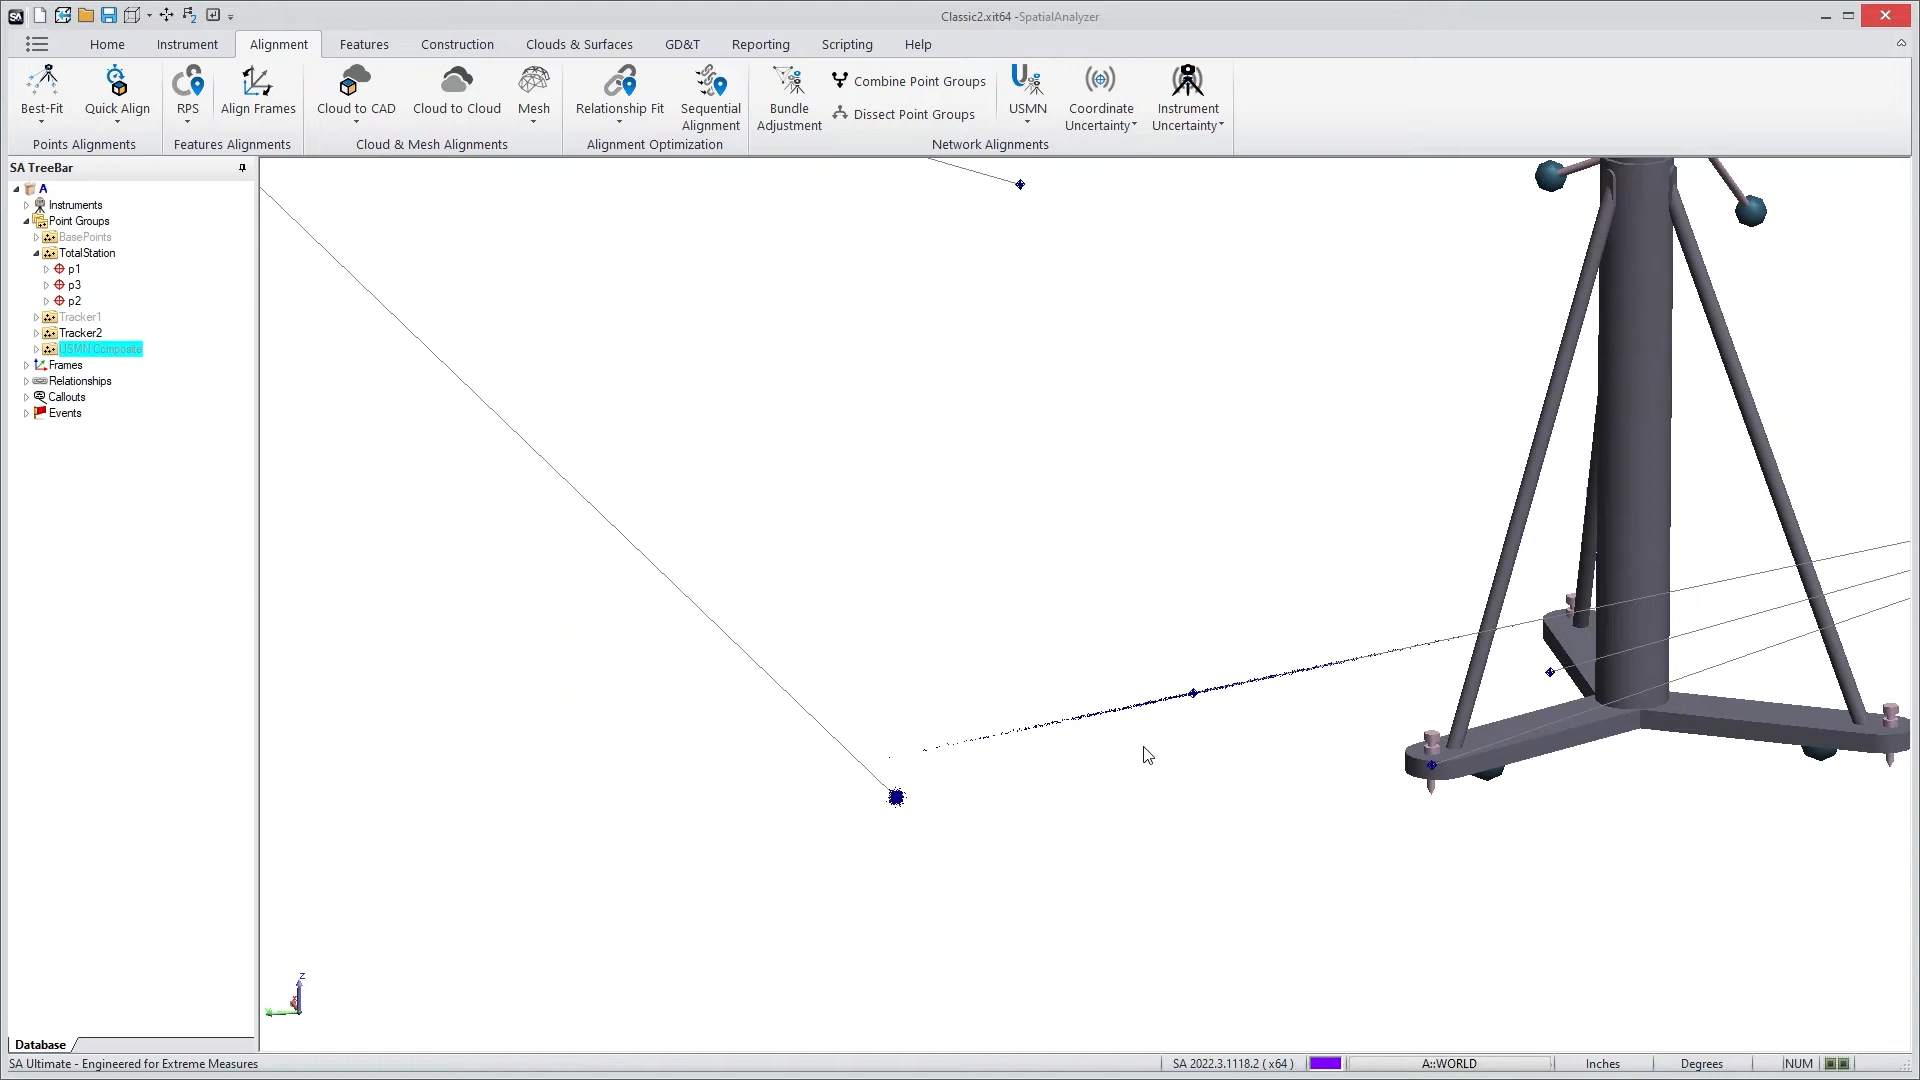 SA
Classic2.xit64 -SpatialAnalyzer
Home Instrument Alignment Features Construction Clouds & Surfaces GD&T Reporting Scripting Help
Best-Fit Quick Align RPS Align Frames Cloud to CAD Cloud to Cloud Mesh Relationship Fit Sequential Alignment Bundle Adjustment Combine Point Groups Dissect Point Groups USMN Coordinate Uncertainty Instrument Uncertainty
Points Alignments Features Alignments Cloud & Mesh Alignments Alignment Optimization Network Alignments
SA TreeBar
A
Instruments
Point Groups
BasePoints
TotalStation
p1
p3
p2
Tracker1
Tracker2
USMN Composite
Frames
Relationships
Callouts
Events
Z
Database
SA Ultimate - Engineered for Extreme Measures SA 2022.3.1118.2 ( x64 ) A::WORLD Inches Degrees NUM